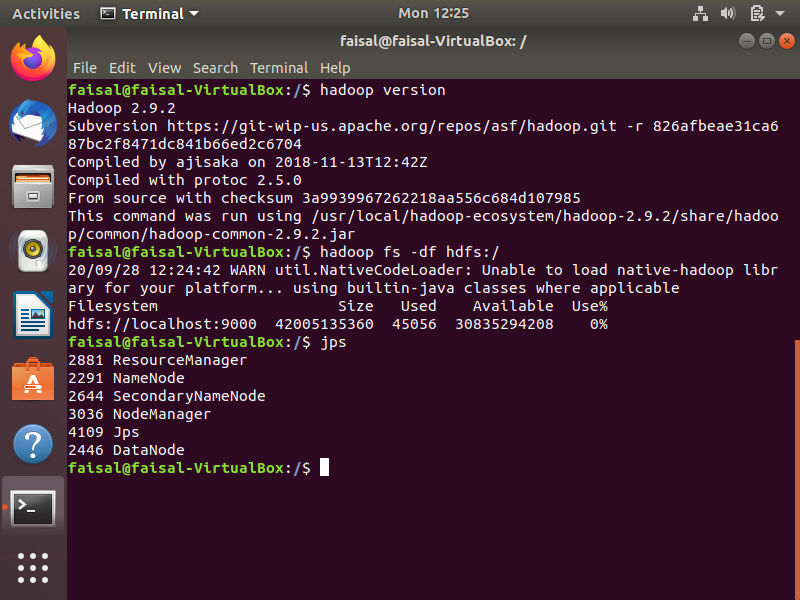 Activities Terminal Mon 12:25
faisal@faisal-VirtualBox: /
File Edit View Search Terminal Help
faisal@faisal-VirtualBox:/$ hadoop version
Hadoop 2.9.2
Subversion https://git-wip-us.apache.org/repos/asf/hadoop.git -r 826afbeae31ca6
87bc2f8471dc841b66ed2c6704
Compiled by ajisaka on 2018-11-13T12:42Z
Compiled with protoc 2.5.0
From source with checksum 3a9939967262218aa556c684d107985
This command was run using /usr/local/hadoop-ecosystem/hadoop-2.9.2/share/hadoo
p/common/hadoop-common-2.9.2.jar
faisal@faisal-VirtualBox:/$ hadoop fs -df hdfs:/
20/09/28 12:24:42 WARN util.NativeCodeLoader: Unable to load native-hadoop libr
ary for your platform... using builtin-java classes where applicable
Filesystem Size Used Available Use%
hdfs://localhost:9000 42005135360 45056 30835294208 0%
faisal@faisal-VirtualBox:/$ jps
2881 ResourceManager
2291 NameNode
2644 SecondaryNameNode
3036 NodeManager
4109 Jps
2446 DataNode
faisal@faisal-VirtualBox:/$